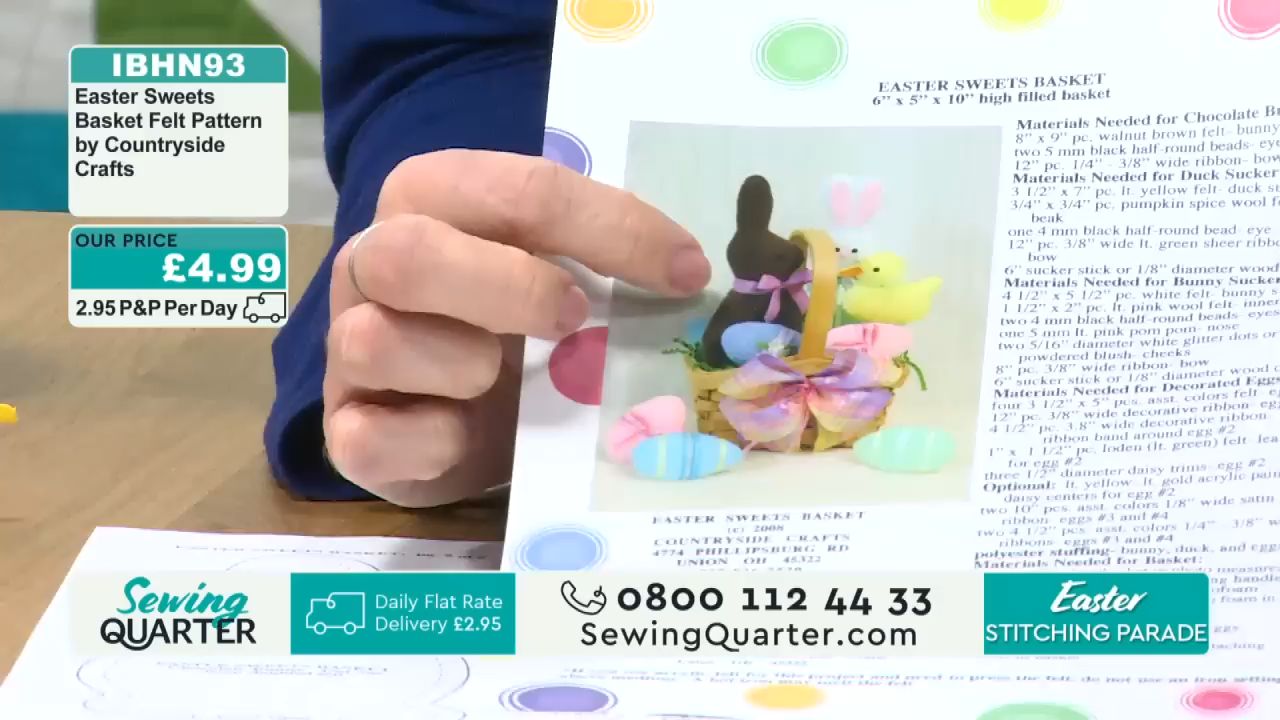 IBHN93
Easter Sweets
Basket Felt Pattern
by Countryside
Crafts
OUR PRICE
£4.99
2.95 P&P Per Day
EASTER SWEETS BASKET
6" x 5" x 10" high filled basket
Materials Needed for Chocolate
8" x 9" pc. walnut brown felt- bunny
two 5 mm black half-round beads- eye
12" pc. 1/4" - 3/8" wide ribbon- bow
Materials Needed for Duck Sucker
3 1/2" x 7" pc. lt. yellow felt- duck
3/4" x 3/4" pc. pumpkin spice wool
beak
one 4 mm black half-round bead- eye
12" pc. 3/8" wide lt. green sheer
bow
6" sucker stick or 1/8" diameter wood
Materials Needed for Bunny Sucker
4 1/2" x 5 1/2" pc. white felt- bunny
1 1/2" x 2" pc. lt. pink wool felt- inner
two 4 mm black half-round beads- eyes
one 5 mm lt. pink pom pom- nose
two 5/16" diameter white glitter dots or
powdered blush- cheeks
8" pc. 3/8" wide ribbon- bow
6" sucker stick or 1/8" diameter wood
Materials Needed for Decorated Eggs
four 3 1/2" x 5" pcs. asst. colors felt-
12" pc. 3/8" wide decorative ribbon-
4 1/2" pc. 3.8" wide decorative ribbon
ribbon band around egg #2
1" x 1 1/2" pc. loden (lt. green) felt-
for egg #2
three 1/2" diameter daisy trims- egg #2
Optional: lt. yellow- lt. gold acrylic
daisy centers for egg #2
two 10" pcs. asst. colors 1/8" wide satin
ribbon- eggs #3 and #4
two 4 1/2" pcs. asst. colors 1/4" - 3/8"
ribbons- eggs #3 and #4
polyester stuffing- bunny, duck, and
Materials Needed for Basket:
EASTER SWEETS BASKET
(c) 2008
COUNTRYSIDE CRAFTS
4774 PHILLIPSBURG RD
UNION OH 45322
Sewing
QUARTER
Daily Flat Rate
Delivery £2.95
0800 112 44 33
SewingQuarter.com
Easter
STITCHING PARADE